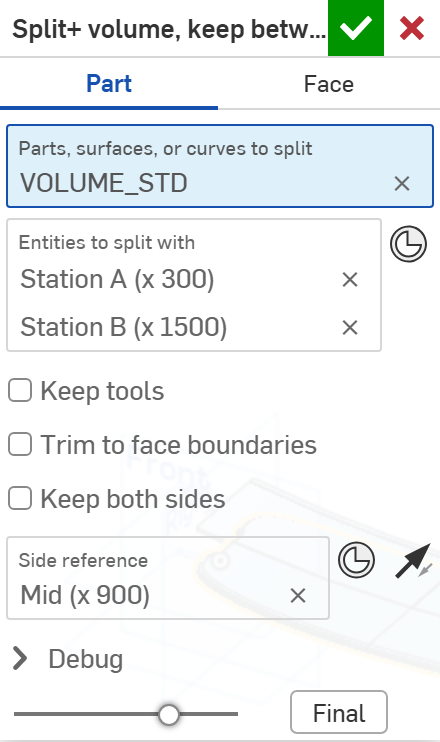 Split+ volume, keep betw...
Part
Face
Parts, surfaces, or curves to split
VOLUME_STD
Entities to split with
Station A (x 300)
Station B (x 1500)
Keep tools
Trim to face boundaries
Front
Keep both sides
Side reference
Mid (x 900)
Debug
Final